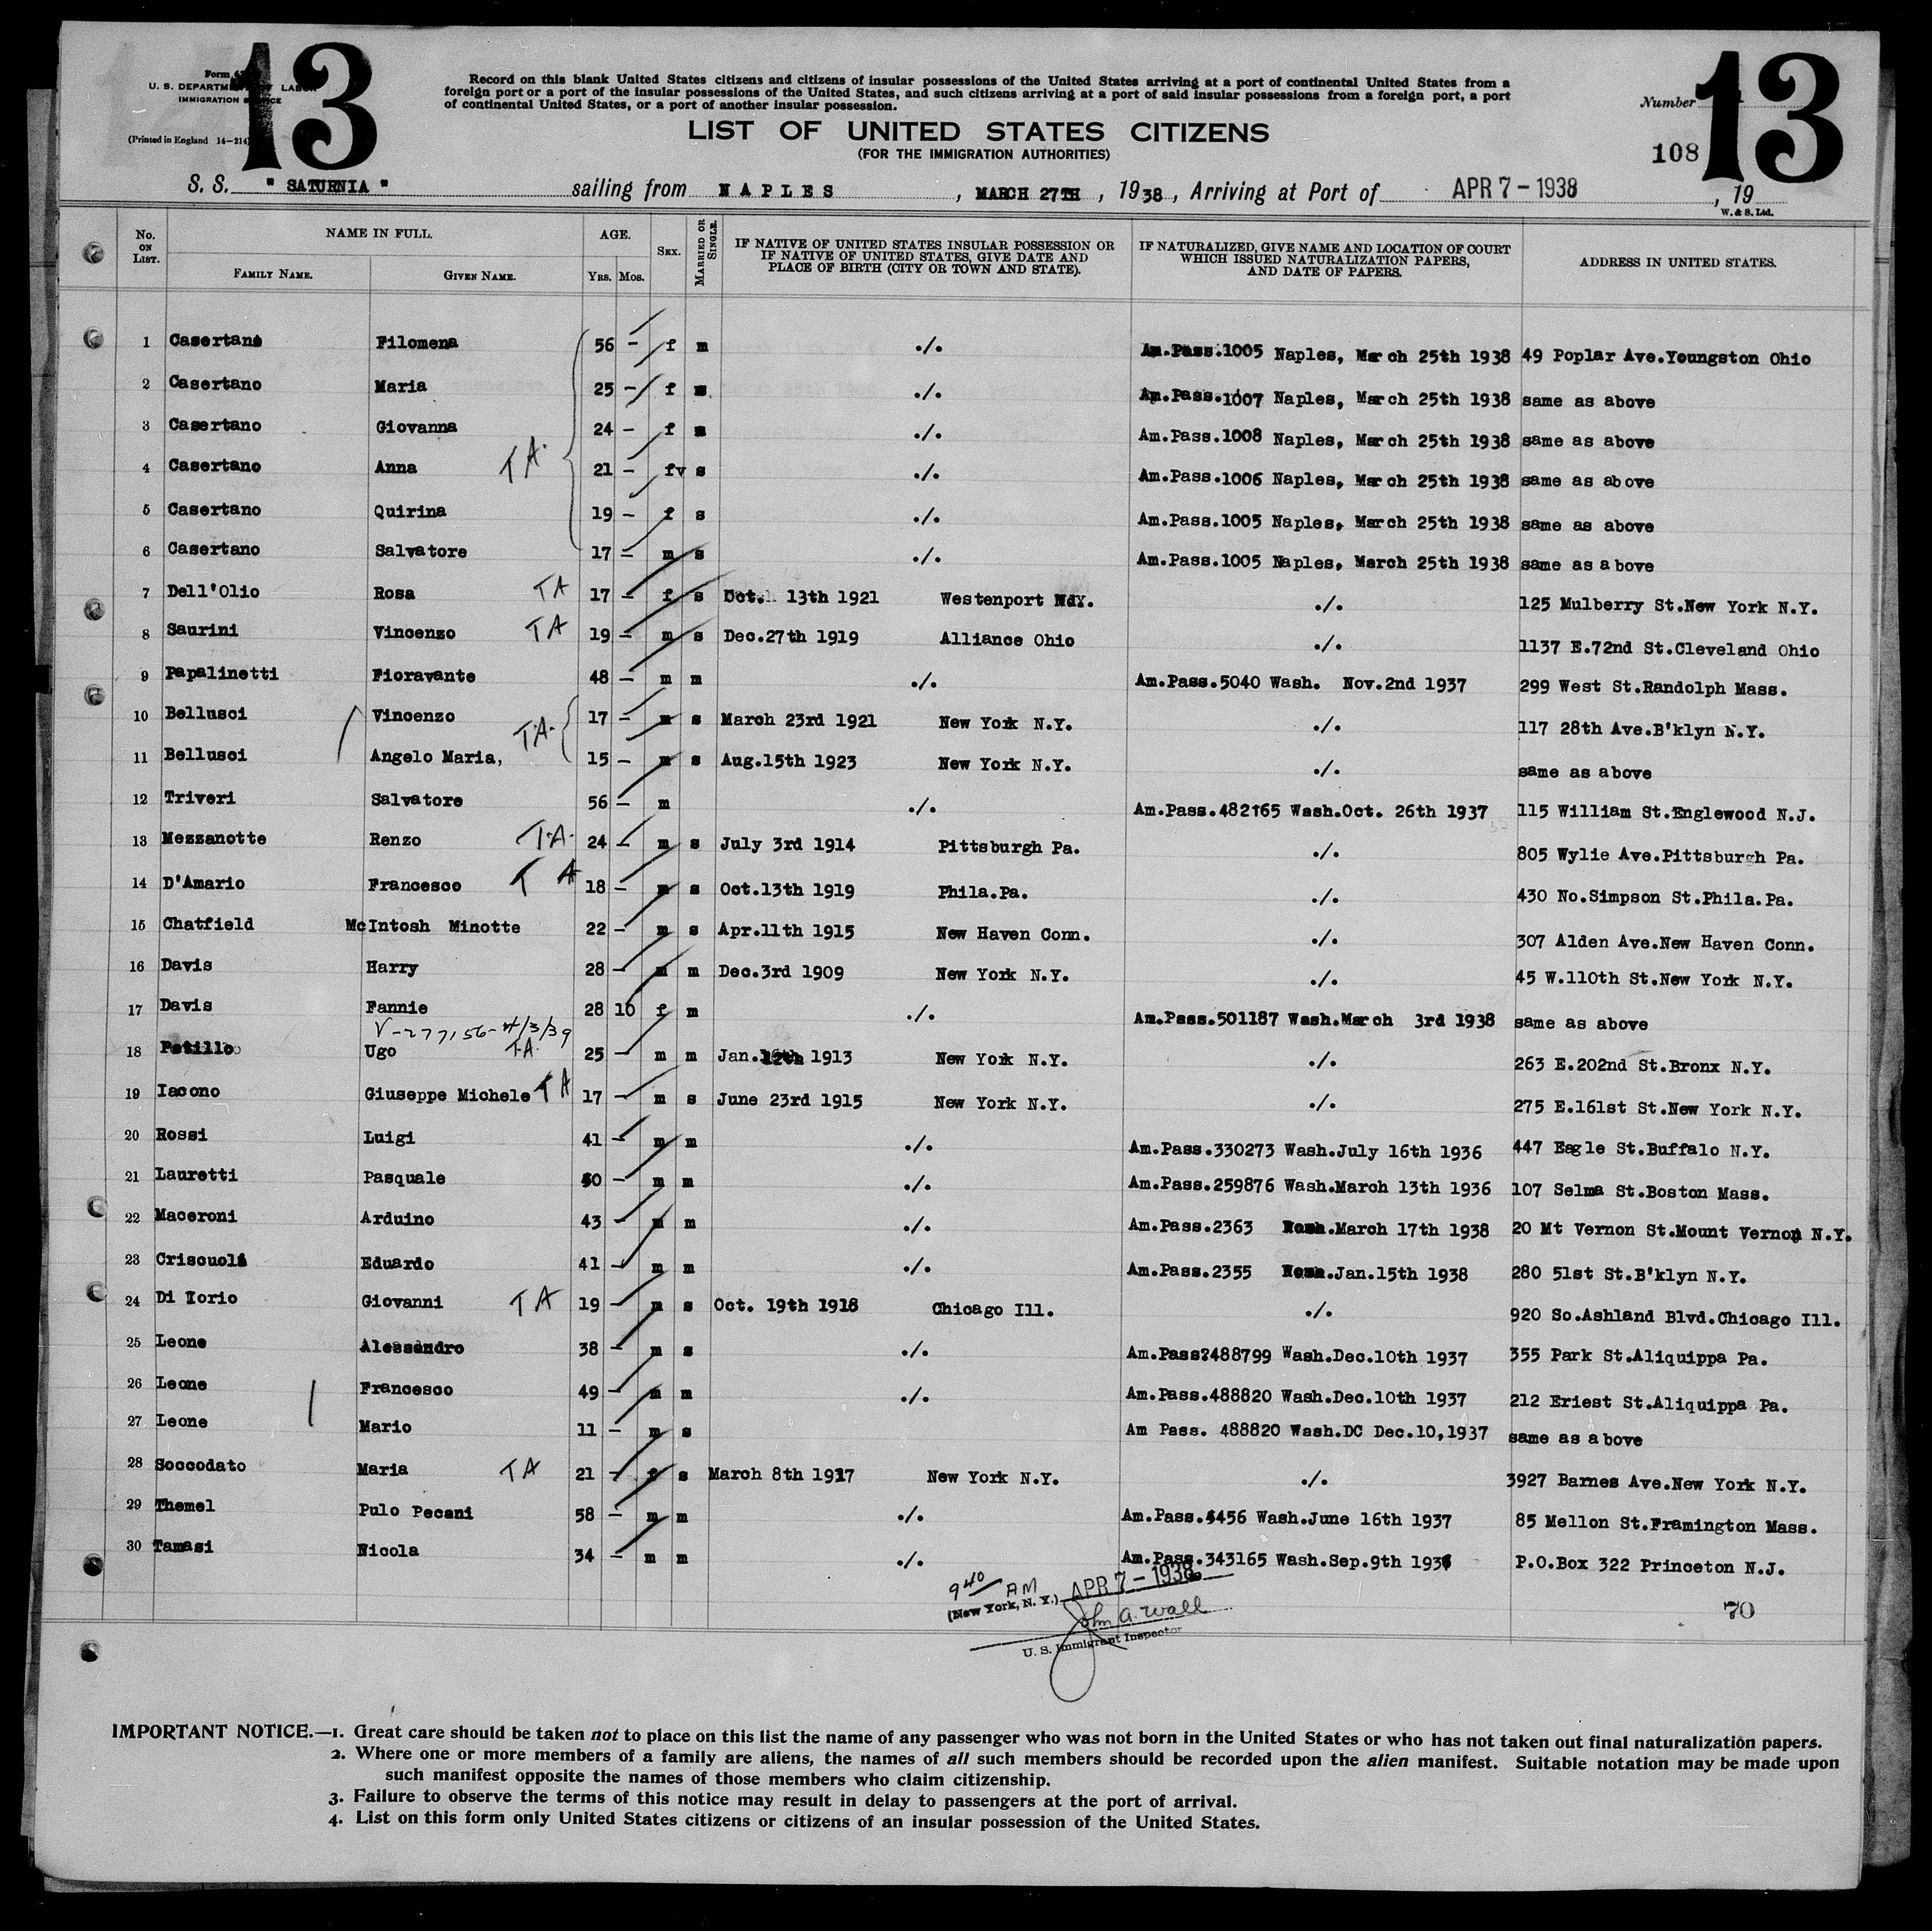 13
13
Form
U. S. DEPARTMENT OF LABOR
IMMIGRATION SERVICE
(Printed in England 14-214)
Record on this blank United States citizens and citizens of insular possessions of the United States arriving at a port of continental United States from a
foreign port or a port of the insular possessions of the United States, and such citizens arriving at a port of said insular possessions from a foreign port, a port
of continental United States, or a port of another insular possession.
Number
LIST OF UNITED STATES CITIZENS
(FOR THE IMMIGRATION AUTHORITIES)
108
S. S. " SATURNIA " sailing from NAPLES, MARCH 27TH, 1938, Arriving at Port of APR 7 - 1938, 19
W. & S. Ltd.
No. ON LIST. NAME IN FULL. FAMILY NAME. GIVEN NAME. AGE. YRS. MOS. SEX. MARRIED OR SINGLE. IF NATIVE OF UNITED STATES INSULAR POSSESSION OR IF NATIVE OF UNITED STATES, GIVE DATE AND PLACE OF BIRTH (CITY OR TOWN AND STATE). IF NATURALIZED, GIVE NAME AND LOCATION OF COURT WHICH ISSUED NATURALIZATION PAPERS, AND DATE OF PAPERS. ADDRESS IN UNITED STATES.
1 Casertano Filomena 56 - f m ./. Am.Pass.1005 Naples, March 25th 1938 49 Poplar Ave.Youngston Ohio
2 Casertano Maria 25 - f s ./. Am.Pass.1007 Naples, March 25th 1938 same as above
3 Casertano Giovanna 24 - f s ./. Am.Pass.1008 Naples, March 25th 1938 same as above
4 Casertano Anna TA. 21 - fv s ./. Am.Pass.1006 Naples, March 25th 1938 same as above
5 Casertano Quirina 19 - f s ./. Am.Pass.1005 Naples, March 25th 1938 same as above
6 Casertano Salvatore 17 - m s ./. Am.Pass.1005 Naples, March 25th 1938 same as above
7 Dell'Olio Rosa TA 17 - f s Oct. 13th 1921 Westenport N.Y. ./. 125 Mulberry St.New York N.Y.
8 Saurini Vincenzo TA 19 - m s Dec.27th 1919 Alliance Ohio ./. 1137 E.72nd St.Cleveland Ohio
9 Papalinetti Fioravante 48 - m m ./. Am.Pass.5040 Wash. Nov.2nd 1937 299 West St.Randolph Mass.
10 Bellusci Vincenzo TA. 17 - m s March 23rd 1921 New York N.Y. ./. 117 28th Ave.B'klyn N.Y.
11 Bellusci Angelo Maria, 15 - m s Aug.15th 1923 New York N.Y. ./. same as above
12 Triveri Salvatore 56 - m ./. Am.Pass.482165 Wash.Oct. 26th 1937 115 William St.Englewood N.J.
13 Mezzanotte Renzo T.A. 24 - m s July 3rd 1914 Pittsburgh Pa. ./. 805 Wylie Ave.Pittsburgh Pa.
14 D'Amario Francesco TA 18 - m s Oct.13th 1919 Phila.Pa. ./. 430 No.Simpson St.Phila.Pa.
15 Chatfield McIntosh Minotte 22 - m s Apr.11th 1915 New Haven Conn. ./. 307 Alden Ave.New Haven Conn.
16 Davis Harry 28 - m m Dec.3rd 1909 New York N.Y. ./. 45 W.110th St.New York N.Y.
17 Davis Fannie 28 10 f m ./. Am.Pass.501187 Wash.March 3rd 1938 same as above
V-277156-4/3/39
18 Petillo Ugo TA. 25 - m m Jan. 1913 New York N.Y. ./. 263 E.202nd St.Bronx N.Y.
19 Iacono Giuseppe Michele TA 17 - m s June 23rd 1915 New York N.Y. ./. 275 E.161st St.New York N.Y.
20 Rossi Luigi 41 - m m ./. Am.Pass.330273 Wash.July 16th 1936 447 Eagle St.Buffalo N.Y.
21 Lauretti Pasquale 50 - m m ./. Am.Pass.259876 Wash.March 13th 1936 107 Selma St.Boston Mass.
22 Maceroni Arduino 43 - m m ./. Am.Pass.2363 March 17th 1938 20 Mt Vernon St.Mount Vernon N.Y.
23 Criscuolo Eduardo 41 - m m ./. Am.Pass.2355 Jan.15th 1938 280 51st St.B'klyn N.Y.
24 Di Iorio Giovanni TA 19 - m s Oct. 19th 1918 Chicago Ill. ./. 920 So.Ashland Blvd.Chicago Ill.
25 Leone Alessandro 38 - m s ./. Am.Pass?488799 Wash.Dec.10th 1937 355 Park St.Aliquippa Pa.
26 Leone Francesco 49 - m m ./. Am.Pass.488820 Wash.Dec.10th 1937 212 Eriest St.Aliquippa Pa.
27 Leone Mario 11 - m s Am Pass. 488820 Wash.DC Dec.10,1937 same as above
28 Soccodato Maria TA 21 - f s March 8th 1917 New York N.Y. ./. 3927 Barnes Ave.New York N.Y.
29 Themel Pulo Pecani 58 - m m ./. Am.Pass.5456 Wash.June 16th 1937 85 Mellon St.Framington Mass.
30 Tamasi Nicola 34 - m m ./. Am.Pass.343165 Wash.Sep.9th 1936 P.O.Box 322 Princeton N.J.
9 40 AM
(New York, N. Y.) APR 7 - 1938
John A. Wall
U. S. Immigrant Inspector
70
IMPORTANT NOTICE.—1. Great care should be taken not to place on this list the name of any passenger who was not born in the United States or who has not taken out final naturalization papers.
2. Where one or more members of a family are aliens, the names of all such members should be recorded upon the alien manifest. Suitable notation may be made upon
such manifest opposite the names of those members who claim citizenship.
3. Failure to observe the terms of this notice may result in delay to passengers at the port of arrival.
4. List on this form only United States citizens or citizens of an insular possession of the United States.